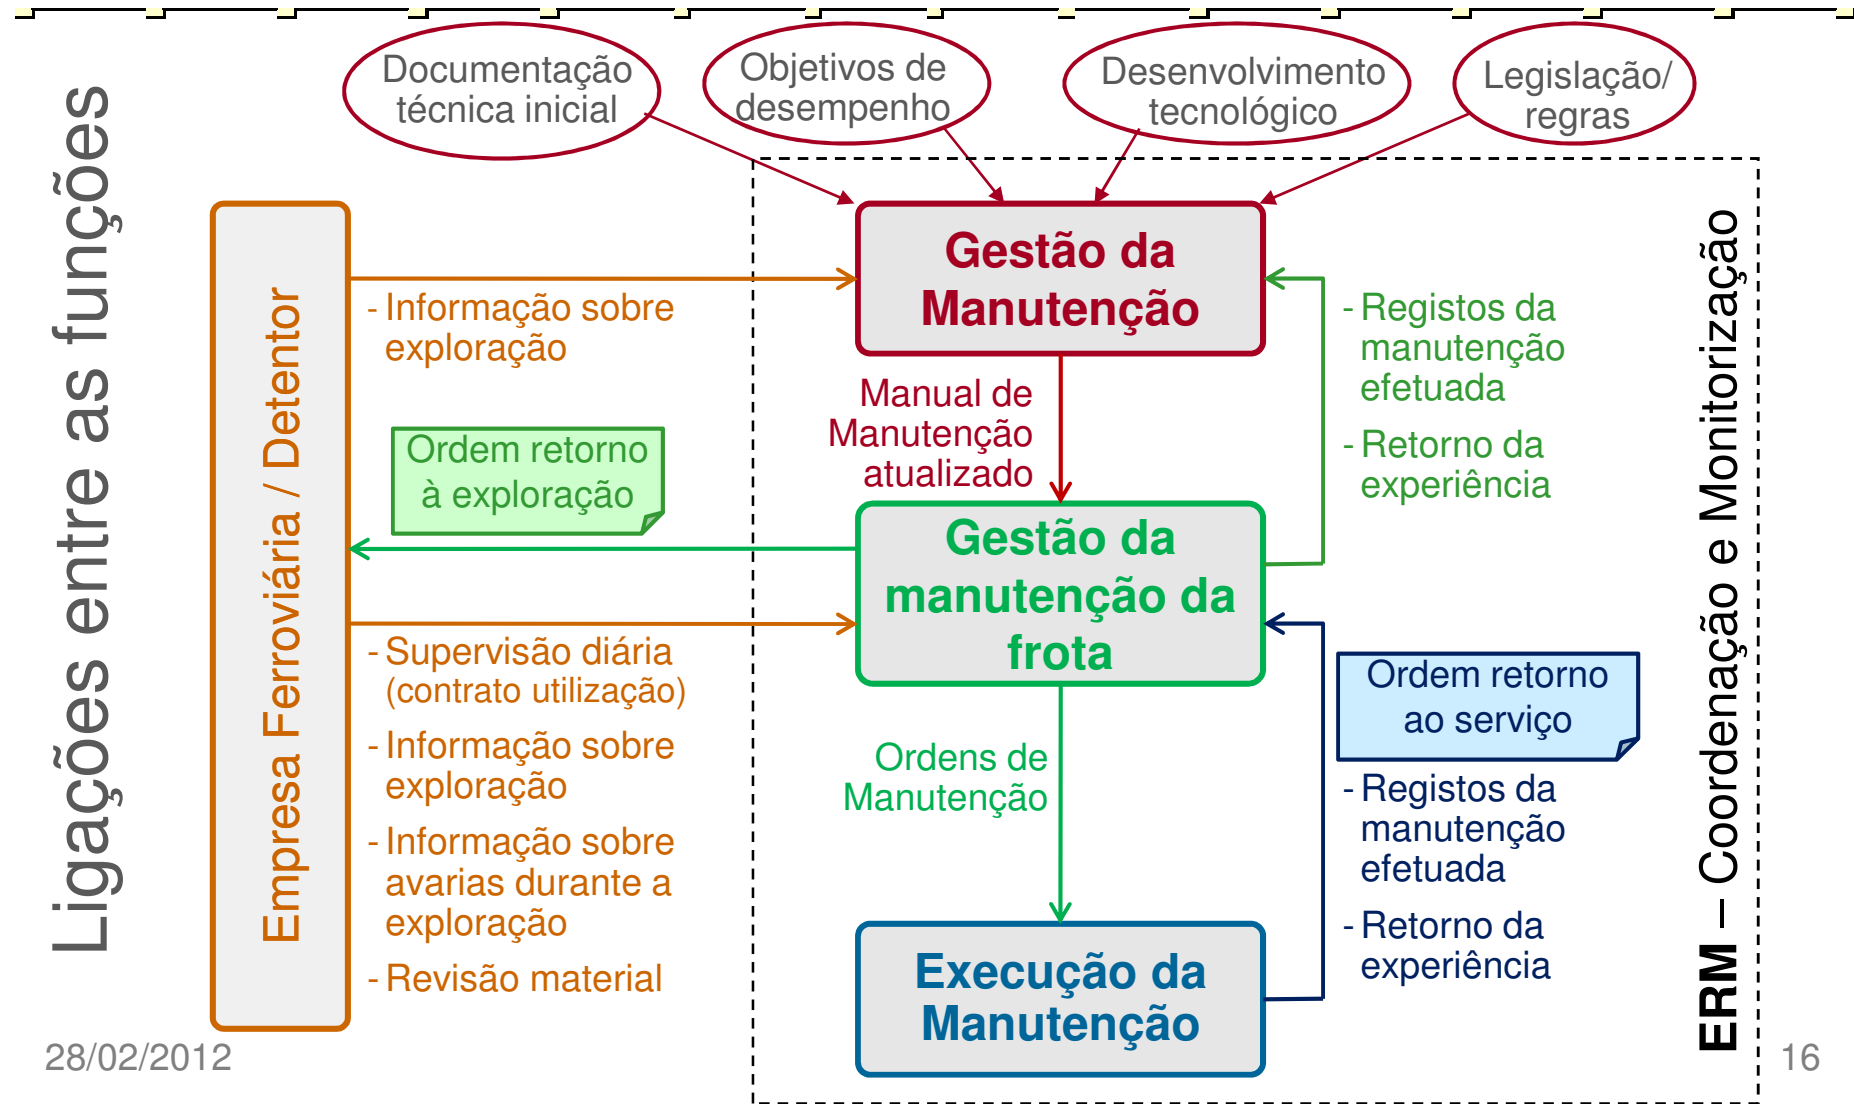 Ligações entre as funções
Documentação
técnica inicial
Objetivos de
desempenho
Desenvolvimento
tecnológico
Legislação/
regras
Empresa Ferroviária / Detentor
- Informação sobre
exploração
Ordem retorno
à exploração
- Supervisão diária
(contrato utilização)
- Informação sobre
exploração
- Informação sobre
avarias durante a
exploração
- Revisão material
Gestão da
Manutenção
Manual de
Manutenção
atualizado
Gestão da
manutenção da
frota
Ordens de
Manutenção
Execução da
Manutenção
- Registos da
manutenção
efetuada
- Retorno da
experiência
Ordem retorno
ao serviço
- Registos da
manutenção
efetuada
- Retorno da
experiência
ERM – Coordenação e Monitorização
28/02/2012
16